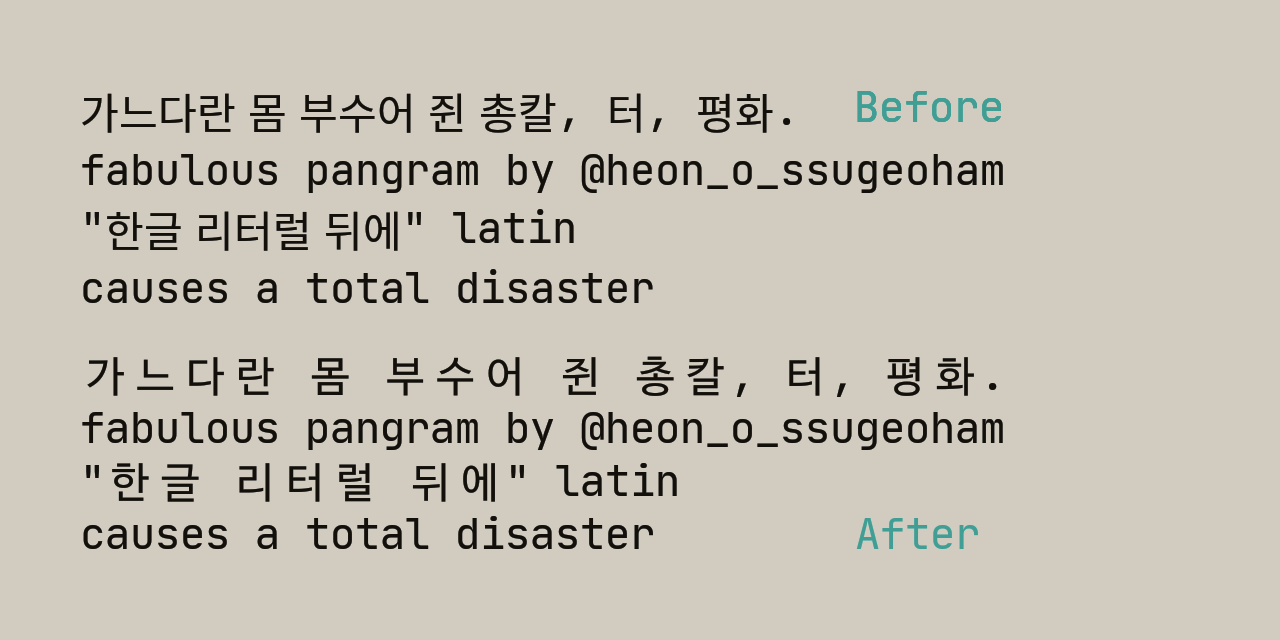 가느다란 몸 부수어 쥔 총칼, 터, 평화. Before
fabulous pangram by @heon_o_ssugeoham
"한글 리터럴 뒤에" latin
causes a total disaster
가느다란 몸 부수어 쥔 총칼, 터, 평화.
fabulous pangram by @heon_o_ssugeoham
"한글 리터럴 뒤에" latin
causes a total disaster After